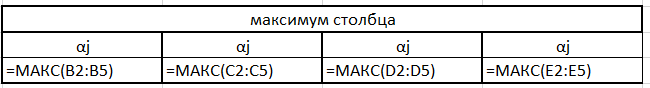 максимум столбца
αj αj αj αj
=МАКС(B2:B5) =МАКС(C2:C5) =МАКС(D2:D5) =МАКС(E2:E5)